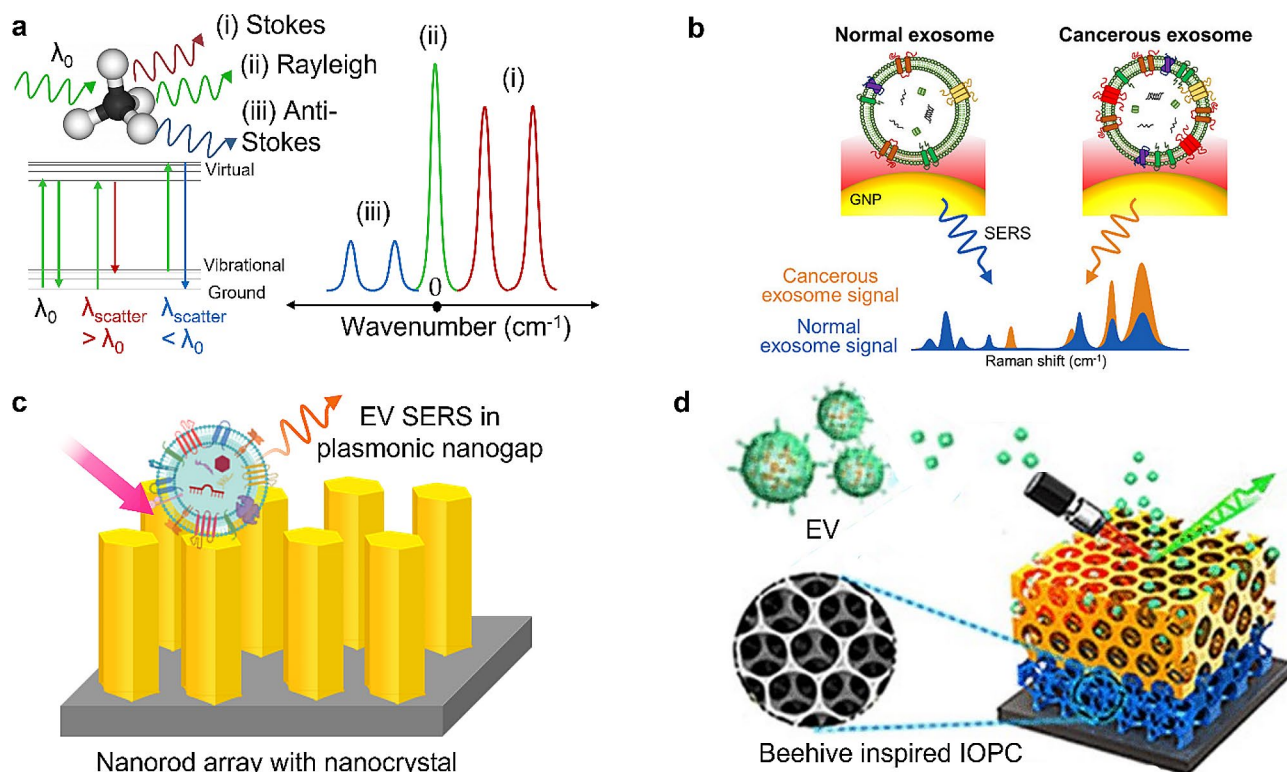 a
λ0
(i) Stokes
(ii) Rayleigh
(iii) Anti-
Stokes
Virtual
Vibrational
Ground
λ0
λscatter
> λ0
λscatter
< λ0
(ii)
(i)
(iii)
0
Wavenumber (cm⁻¹)
b
Normal exosome
Cancerous exosome
GNP
SERS
Cancerous
exosome signal
Normal
exosome signal
Raman shift (cm⁻¹)
c
EV SERS in
plasmonic nanogap
Nanorod array with nanocrystal
d
EV
Beehive inspired IOPC